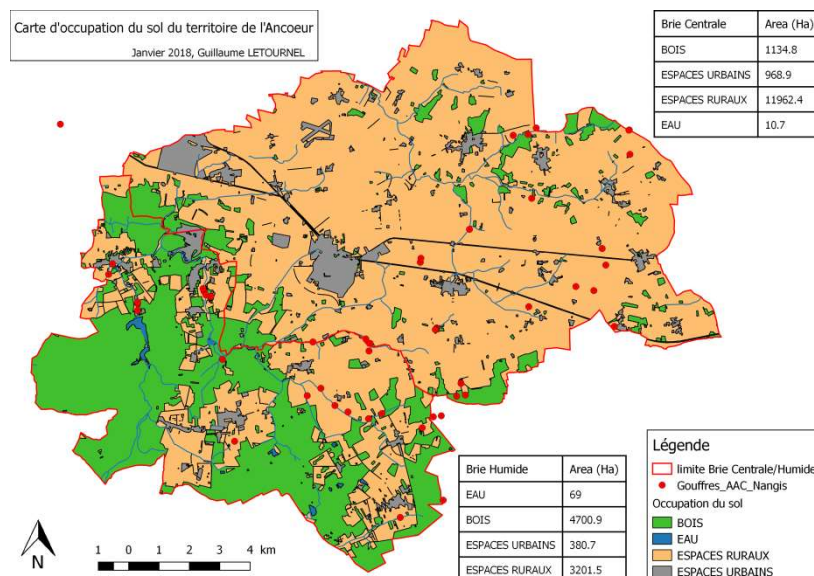 Carte d'occupation du sol du territoire de l'Ancoeur
Janvier 2018, Guillaume LETOURNEL
Brie Centrale Area (Ha)
BOIS 1134.8
ESPACES URBAINS 968.9
ESPACES RURAUX 11962.4
EAU 10.7
Brie Humide Area (Ha)
EAU 69
BOIS 4700.9
ESPACES URBAINS 380.7
ESPACES RURAUX 3201.5
Légende
limite Brie Centrale/Humide
Gouffres_AAC_Nangis
Occupation du sol
BOIS
EAU
ESPACES RURAUX
ESPACES URBAINS
N
1 0 1 2 3 4 km